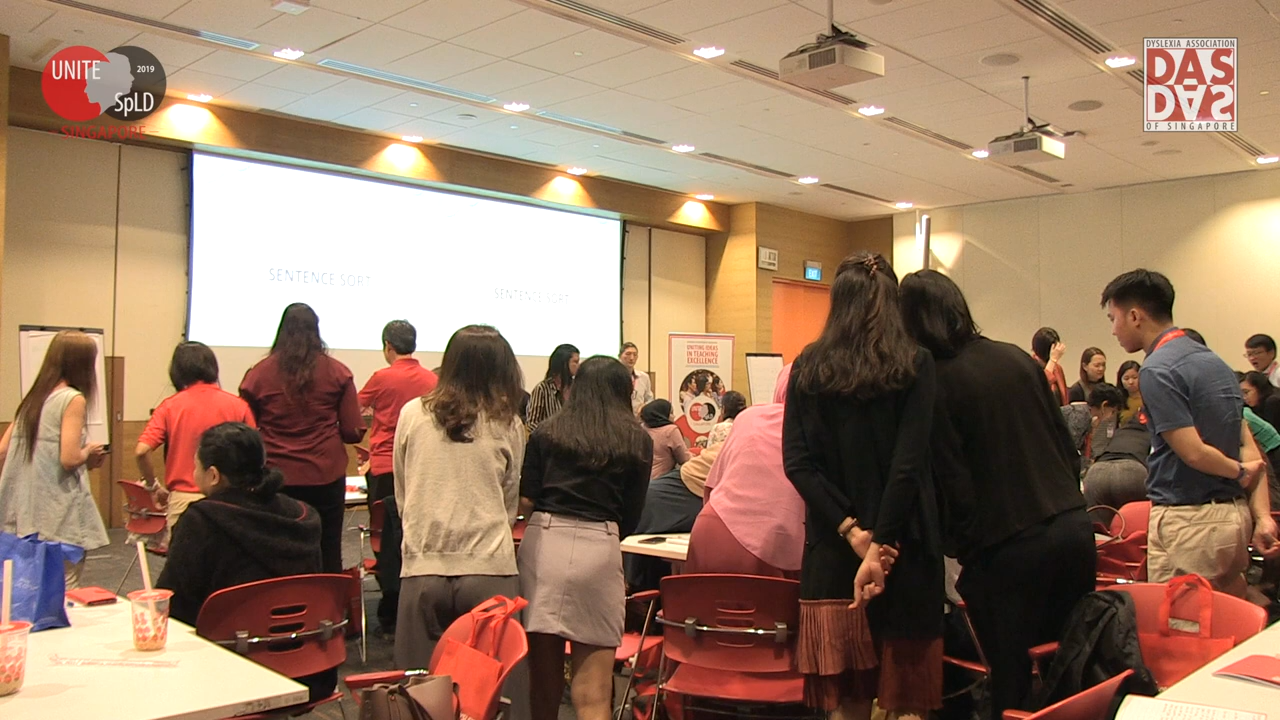 UNITE
2019
SpLD
SINGAPORE
DYSLEXIA ASSOCIATION
DAS
DAS
OF SINGAPORE
SENTENCE SORT
SENTENCE SORT
EXIT
UNITING IDEAS
IN TEACHING
EXCELLENCE